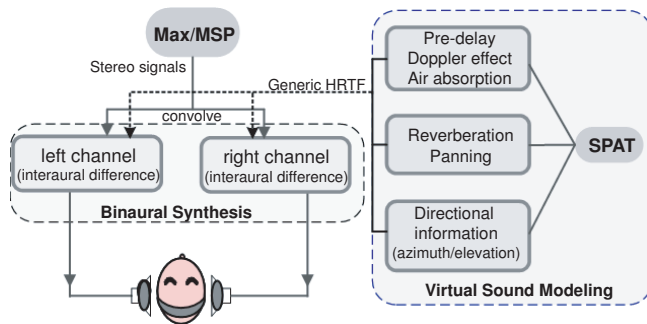 Max/MSP
Stereo signals
Generic HRTF
convolve
left channel
(interaural difference)
right channel
(interaural difference)
Binaural Synthesis
Pre-delay
Doppler effect
Air absorption
Reverberation
Panning
Directional
information
(azimuth/elevation)
SPAT
Virtual Sound Modeling